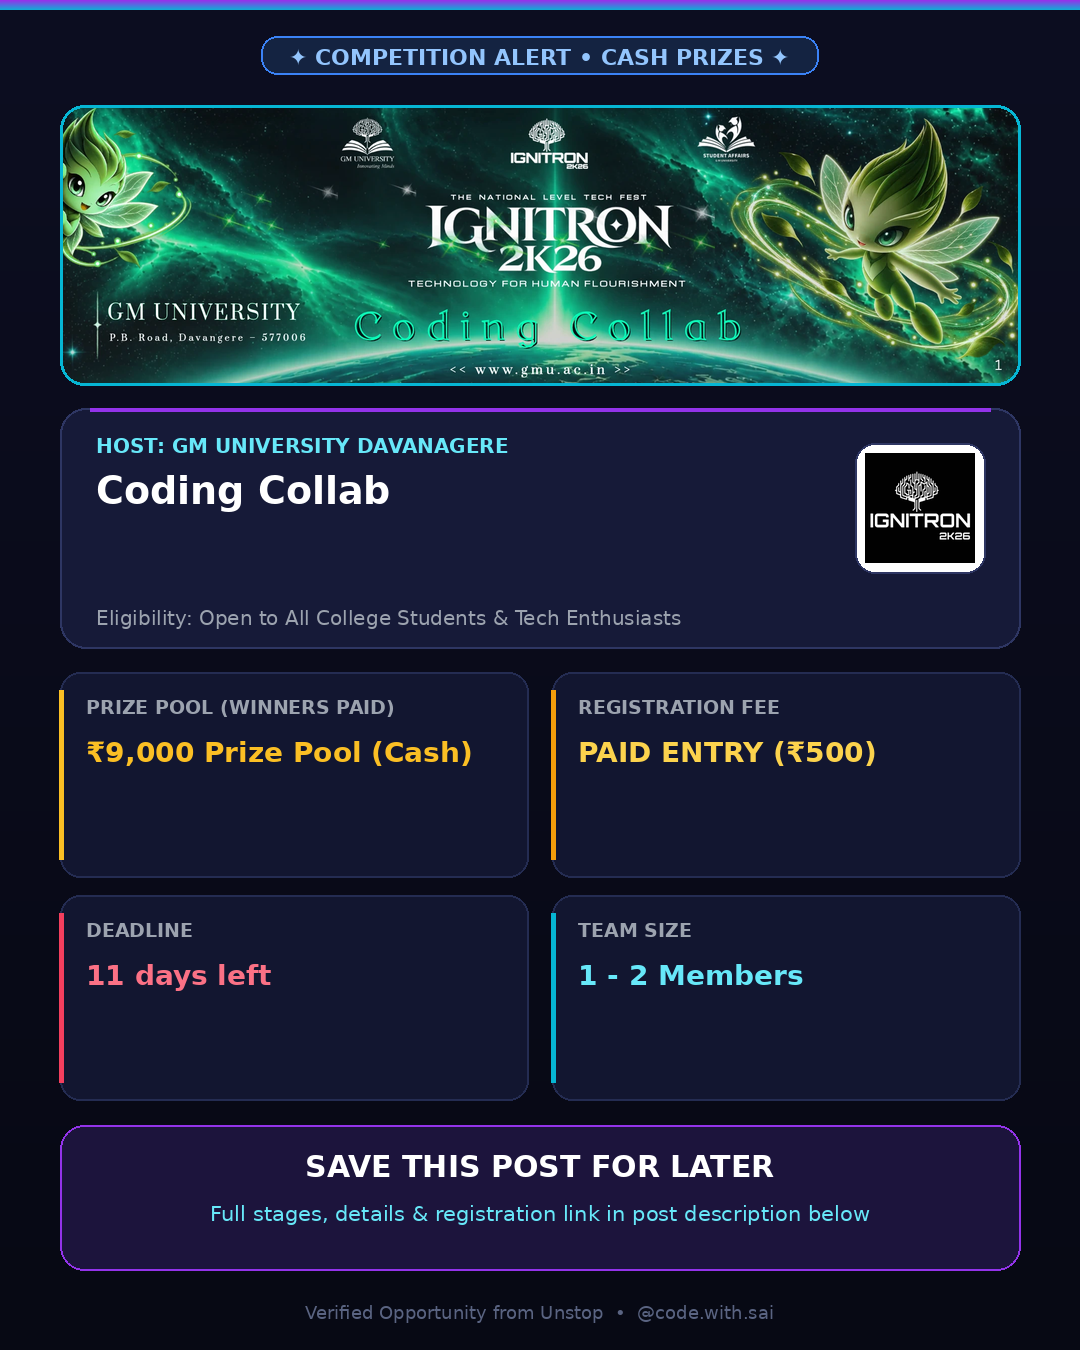 ✦ COMPETITION ALERT • CASH PRIZES ✦
GM UNIVERSITY
Innovating Minds
IGNITRON
2K26
STUDENT AFFAIRS
THE NATIONAL LEVEL TECH FEST
IGNITRON
2K26
TECHNOLOGY FOR HUMAN FLOURISHMENT
GM UNIVERSITY
P.B. Road, Davangere – 577006
Coding Collab
<< www.gmu.ac.in >>
1
HOST: GM UNIVERSITY DAVANAGERE
Coding Collab
IGNITRON
2K26
Eligibility: Open to All College Students & Tech Enthusiasts
PRIZE POOL (WINNERS PAID)
₹9,000 Prize Pool (Cash)
REGISTRATION FEE
PAID ENTRY (₹500)
DEADLINE
11 days left
TEAM SIZE
1 - 2 Members
SAVE THIS POST FOR LATER
Full stages, details & registration link in post description below
Verified Opportunity from Unstop • @code.with.sai